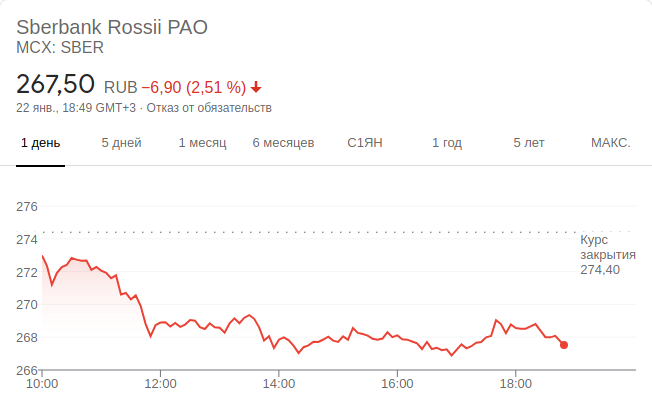 Sberbank Rossii PAO
MCX: SBER
267,50 RUB −6,90 (2,51 %)
22 янв., 18:49 GMT+3 · Отказ от обязательств
1 день 5 дней 1 месяц 6 месяцев С1ЯН 1 год 5 лет МАКС.
276
274
272
270
268
266
Курс
закрытия
274,40
10:00 12:00 14:00 16:00 18:00